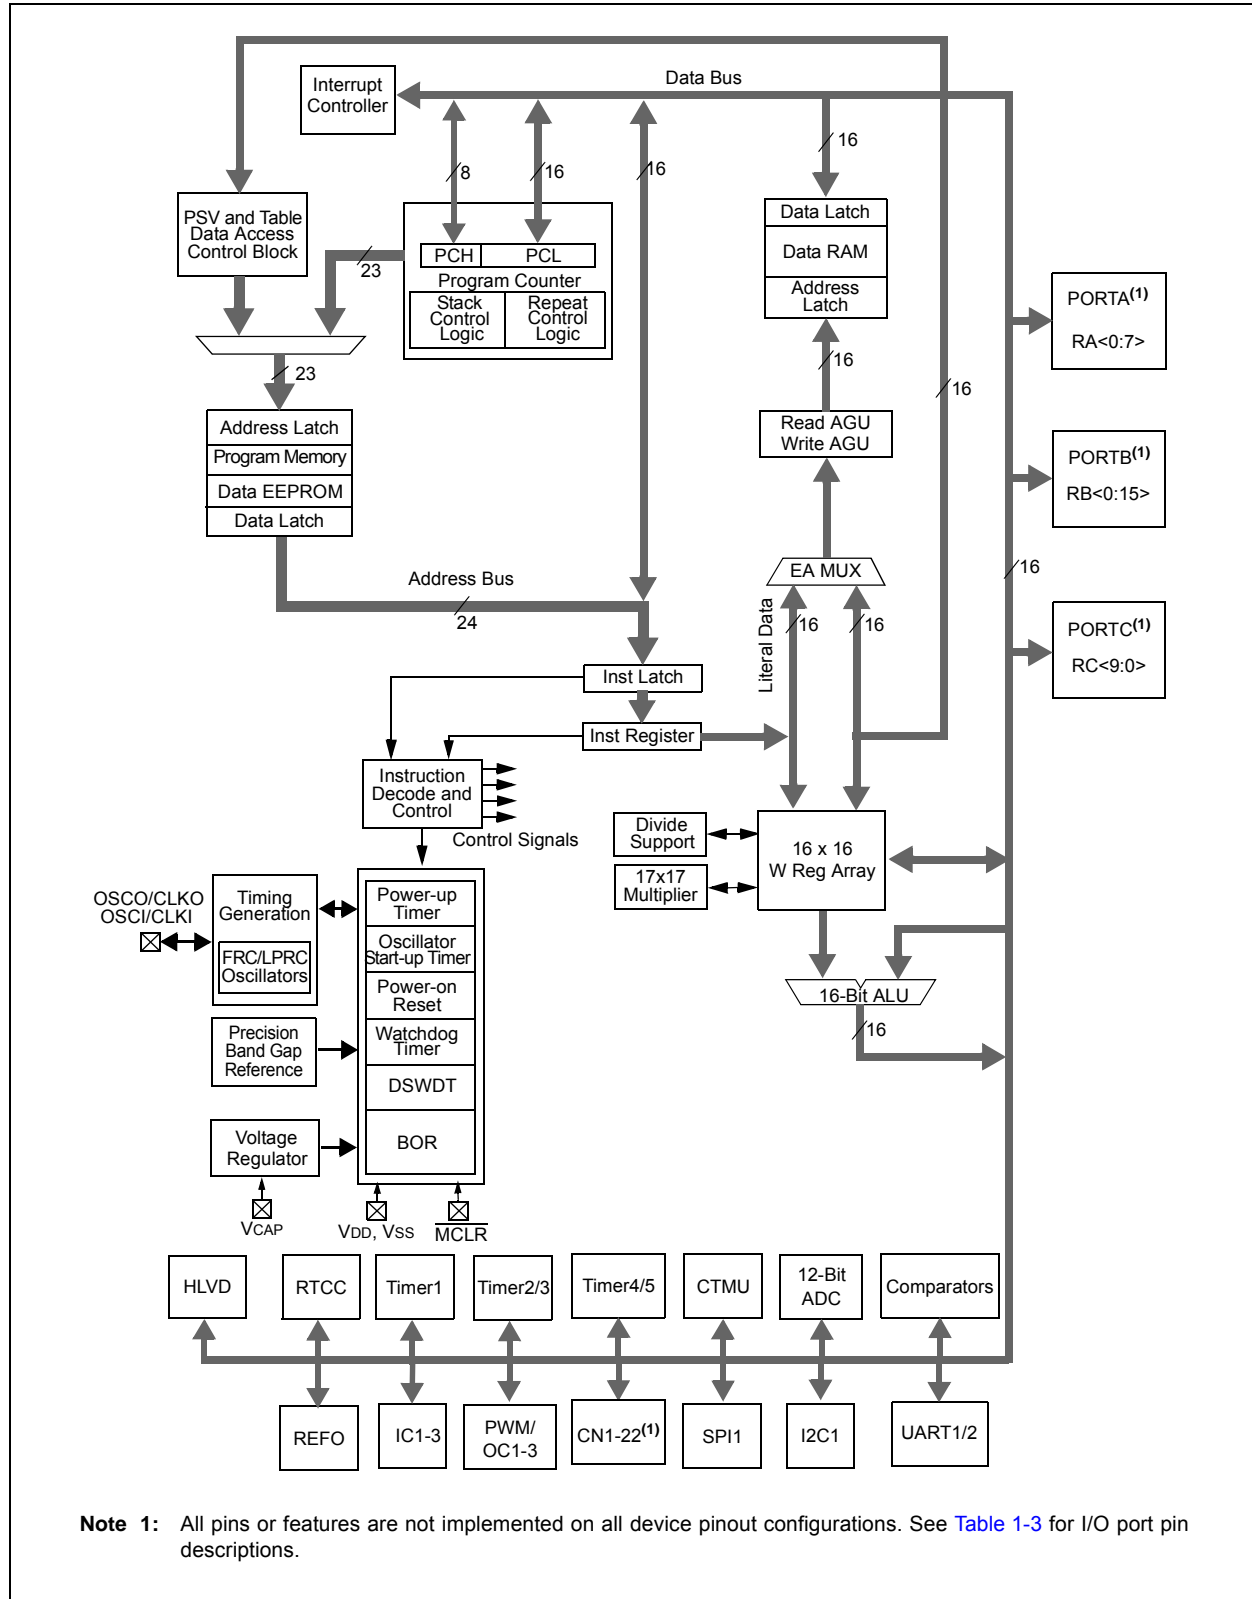 Data Bus
Interrupt
Controller
16
8
16
16
PSV and Table
Data Access
Control Block
Data Latch
Data RAM
Address
Latch
23
PCH
PCL
Program Counter
Stack
Control
Logic
Repeat
Control
Logic
PORTA(1)
RA<0:7>
16
23
16
Address Latch
Program Memory
Data EEPROM
Data Latch
Read AGU
Write AGU
PORTB(1)
RB<0:15>
EA MUX
16
Address Bus
24
Literal Data
16
16
PORTC(1)
RC<9:0>
Inst Latch
Inst Register
Instruction
Decode and
Control
Control Signals
Divide
Support
17x17
Multiplier
16 x 16
W Reg Array
OSCO/CLKO
OSCI/CLKI
Timing
Generation
FRC/LPRC
Oscillators
Power-up
Timer
Oscillator
Start-up Timer
Power-on
Reset
Watchdog
Timer
DSWDT
BOR
16-Bit ALU
16
Precision
Band Gap
Reference
Voltage
Regulator
VCAP
VDD, VSS
MCLR
HLVD
RTCC
Timer1
Timer2/3
Timer4/5
CTMU
12-Bit
ADC
Comparators
REFO
IC1-3
PWM/
OC1-3
CN1-22(1)
SPI1
I2C1
UART1/2
Note 1: All pins or features are not implemented on all device pinout configurations. See Table 1-3 for I/O port pin
descriptions.